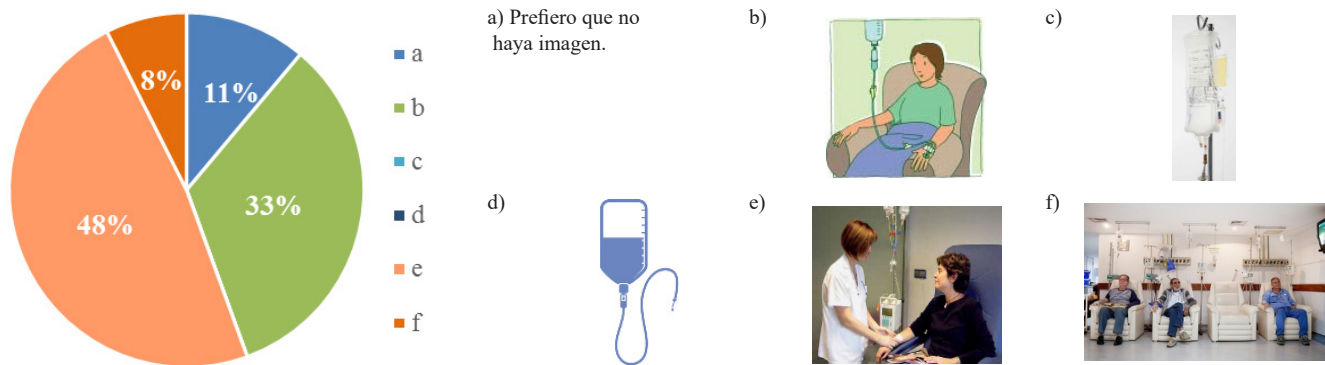 8%
11%
33%
48%
a
b
c
d
e
f
a) Prefiero que no
haya imagen.
b)
c)
d)
e)
f)